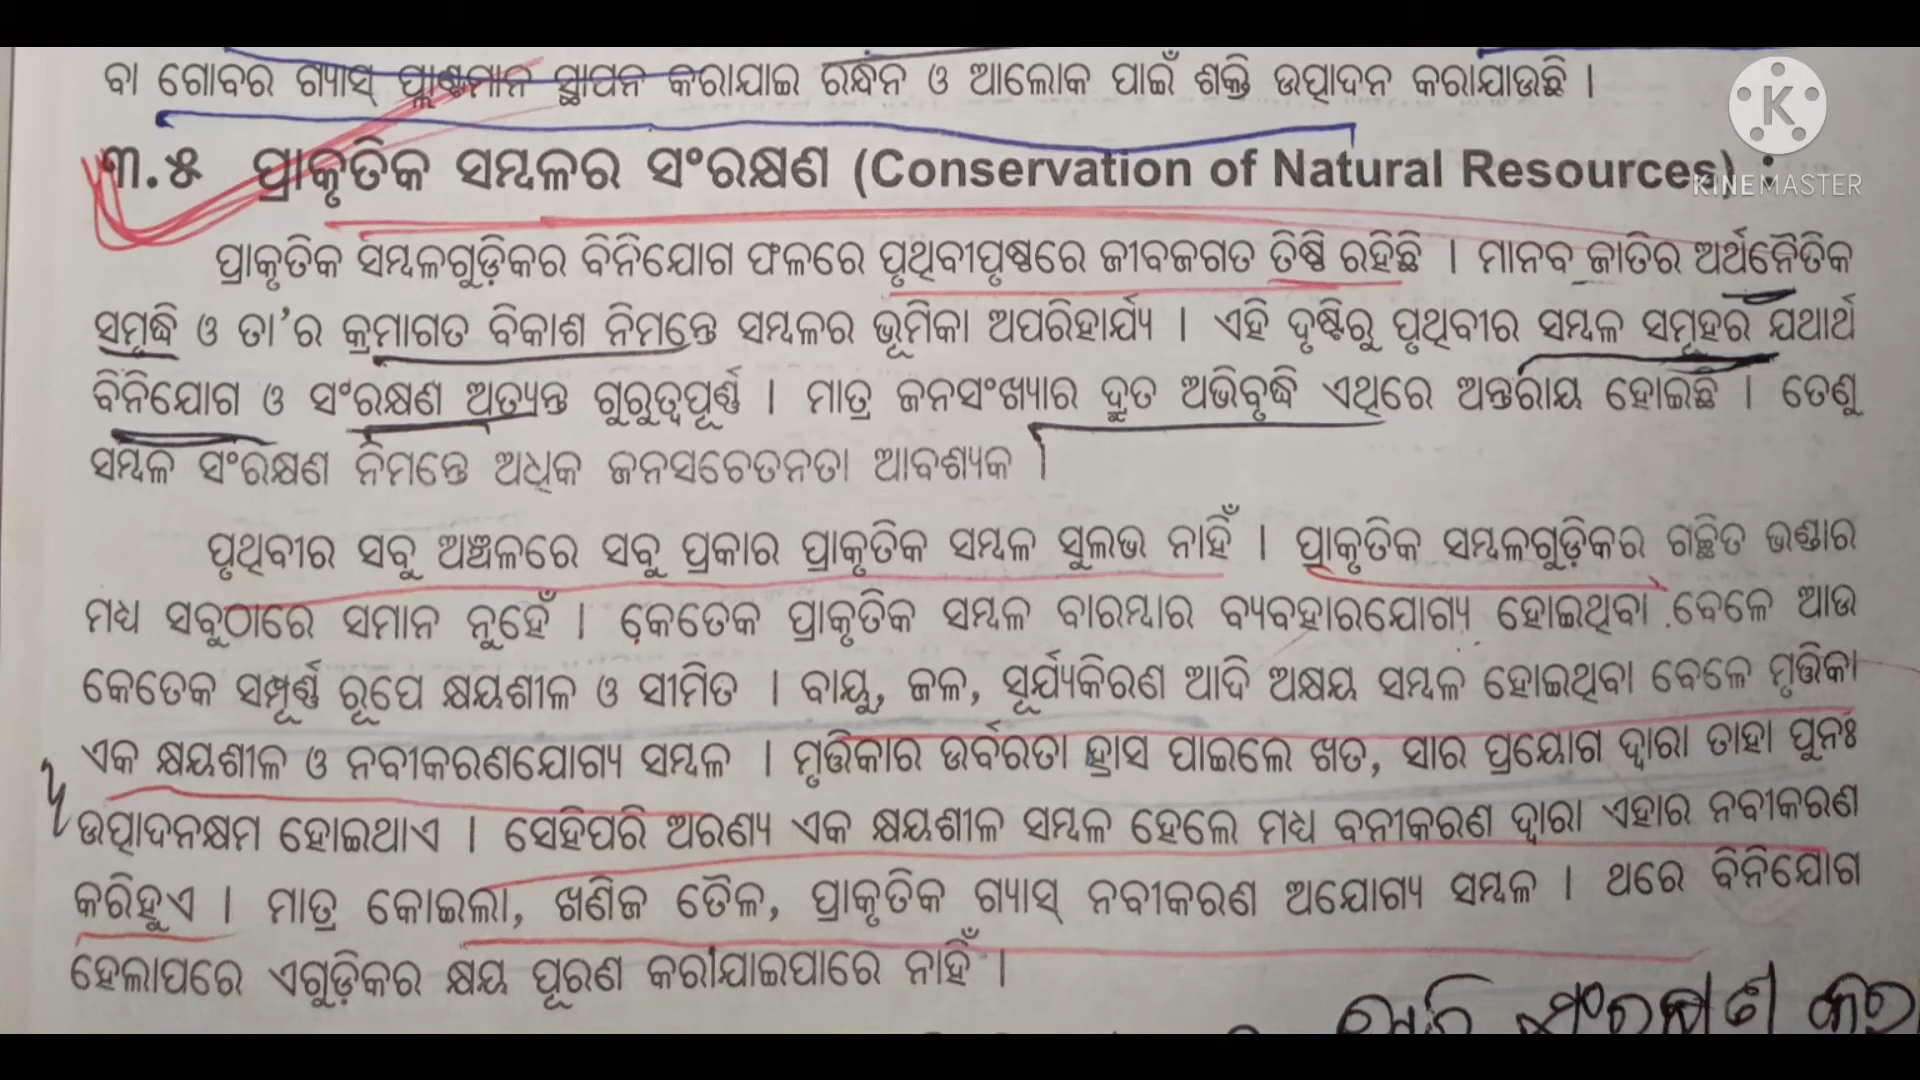 ବା ଗୋବର ଗ୍ୟାସ୍ ପ୍ଲାଣ୍ଟମାନ ସ୍ଥାପନ କରାଯାଇ ରନ୍ଧନ ଓ ଆଲୋକ ପାଇଁ ଶକ୍ତି ଉତ୍ପାଦନ କରାଯାଉଛି ।
୩.୫ ପ୍ରାକୃତିକ ସମ୍ବଳର ସଂରକ୍ଷଣ (Conservation of Natural Resources) :
KINEMASTER
ପ୍ରାକୃତିକ ସମ୍ବଳଗୁଡ଼ିକର ବିନିଯୋଗ ଫଳରେ ପୃଥିବୀପୃଷ୍ଠରେ ଜୀବଜଗତ ତିଷ୍ଠି ରହିଛି । ମାନବ ଜାତିର ଅର୍ଥନୈତିକ
ସମୃଦ୍ଧି ଓ ତା'ର କ୍ରମାଗତ ବିକାଶ ନିମନ୍ତେ ସମ୍ବଳର ଭୂମିକା ଅପରିହାର୍ଯ୍ୟ । ଏହି ଦୃଷ୍ଟିରୁ ପୃଥିବୀର ସମ୍ବଳ ସମୂହର ଯଥାର୍ଥ
ବିନିଯୋଗ ଓ ସଂରକ୍ଷଣ ଅତ୍ୟନ୍ତ ଗୁରୁତ୍ୱପୂର୍ଣ୍ଣ । ମାତ୍ର ଜନସଂଖ୍ୟାର ଦ୍ରୁତ ଅଭିବୃଦ୍ଧି ଏଥିରେ ଅନ୍ତରାୟ ହୋଇଛି । ତେଣୁ
ସମ୍ବଳ ସଂରକ୍ଷଣ ନିମନ୍ତେ ଅଧିକ ଜନସଚେତନତା ଆବଶ୍ୟକ ।
ପୃଥିବୀର ସବୁ ଅଞ୍ଚଳରେ ସବୁ ପ୍ରକାର ପ୍ରାକୃତିକ ସମ୍ବଳ ସୁଲଭ ନାହିଁ । ପ୍ରାକୃତିକ ସମ୍ବଳଗୁଡ଼ିକର ଗଚ୍ଛିତ ଭଣ୍ଡାର
ମଧ୍ୟ ସବୁଠାରେ ସମାନ ନୁହେଁ । କେତେକ ପ୍ରାକୃତିକ ସମ୍ବଳ ବାରମ୍ବାର ବ୍ୟବହାରଯୋଗ୍ୟ ହୋଇଥିବା ବେଳେ ଆଉ
କେତେକ ସମ୍ପୂର୍ଣ୍ଣ ରୂପେ କ୍ଷୟଶୀଳ ଓ ସୀମିତ । ବାୟୁ, ଜଳ, ସୂର୍ଯ୍ୟକିରଣ ଆଦି ଅକ୍ଷୟ ସମ୍ବଳ ହୋଇଥିବା ବେଳେ ମୃତ୍ତିକା
ଏକ କ୍ଷୟଶୀଳ ଓ ନବୀକରଣଯୋଗ୍ୟ ସମ୍ବଳ । ମୃତ୍ତିକାର ଉର୍ବରତା ହ୍ରାସ ପାଇଲେ ଖତ, ସାର ପ୍ରୟୋଗ ଦ୍ୱାରା ତାହା ପୁନଃ
ଉତ୍ପାଦନକ୍ଷମ ହୋଇଥାଏ । ସେହିପରି ଅରଣ୍ୟ ଏକ କ୍ଷୟଶୀଳ ସମ୍ବଳ ହେଲେ ମଧ୍ୟ ବନୀକରଣ ଦ୍ୱାରା ଏହାର ନବୀକରଣ
କରିହୁଏ । ମାତ୍ର କୋଇଲା, ଖଣିଜ ତୈଳ, ପ୍ରାକୃତିକ ଗ୍ୟାସ୍ ନବୀକରଣ ଅଯୋଗ୍ୟ ସମ୍ବଳ । ଥରେ ବିନିଯୋଗ
ହେଲାପରେ ଏଗୁଡ଼ିକର କ୍ଷୟ ପୂରଣ କରାଯାଇପାରେ ନାହିଁ ।
ସଂରକ୍ଷଣ